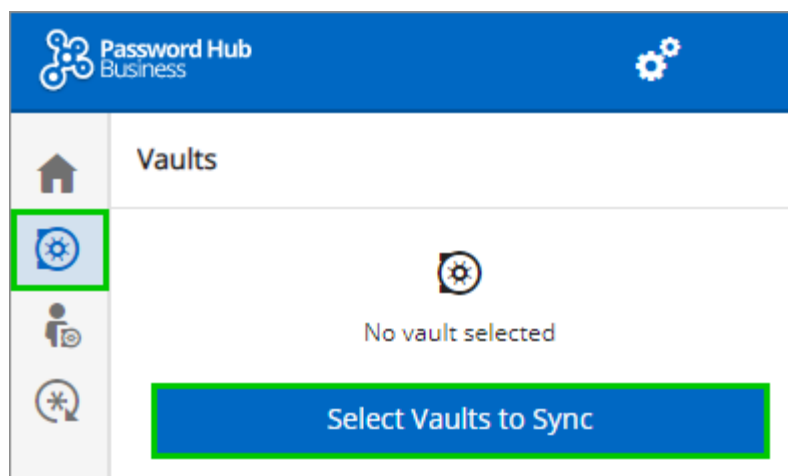 Password Hub
Business
Vaults
No vault selected
Select Vaults to Sync